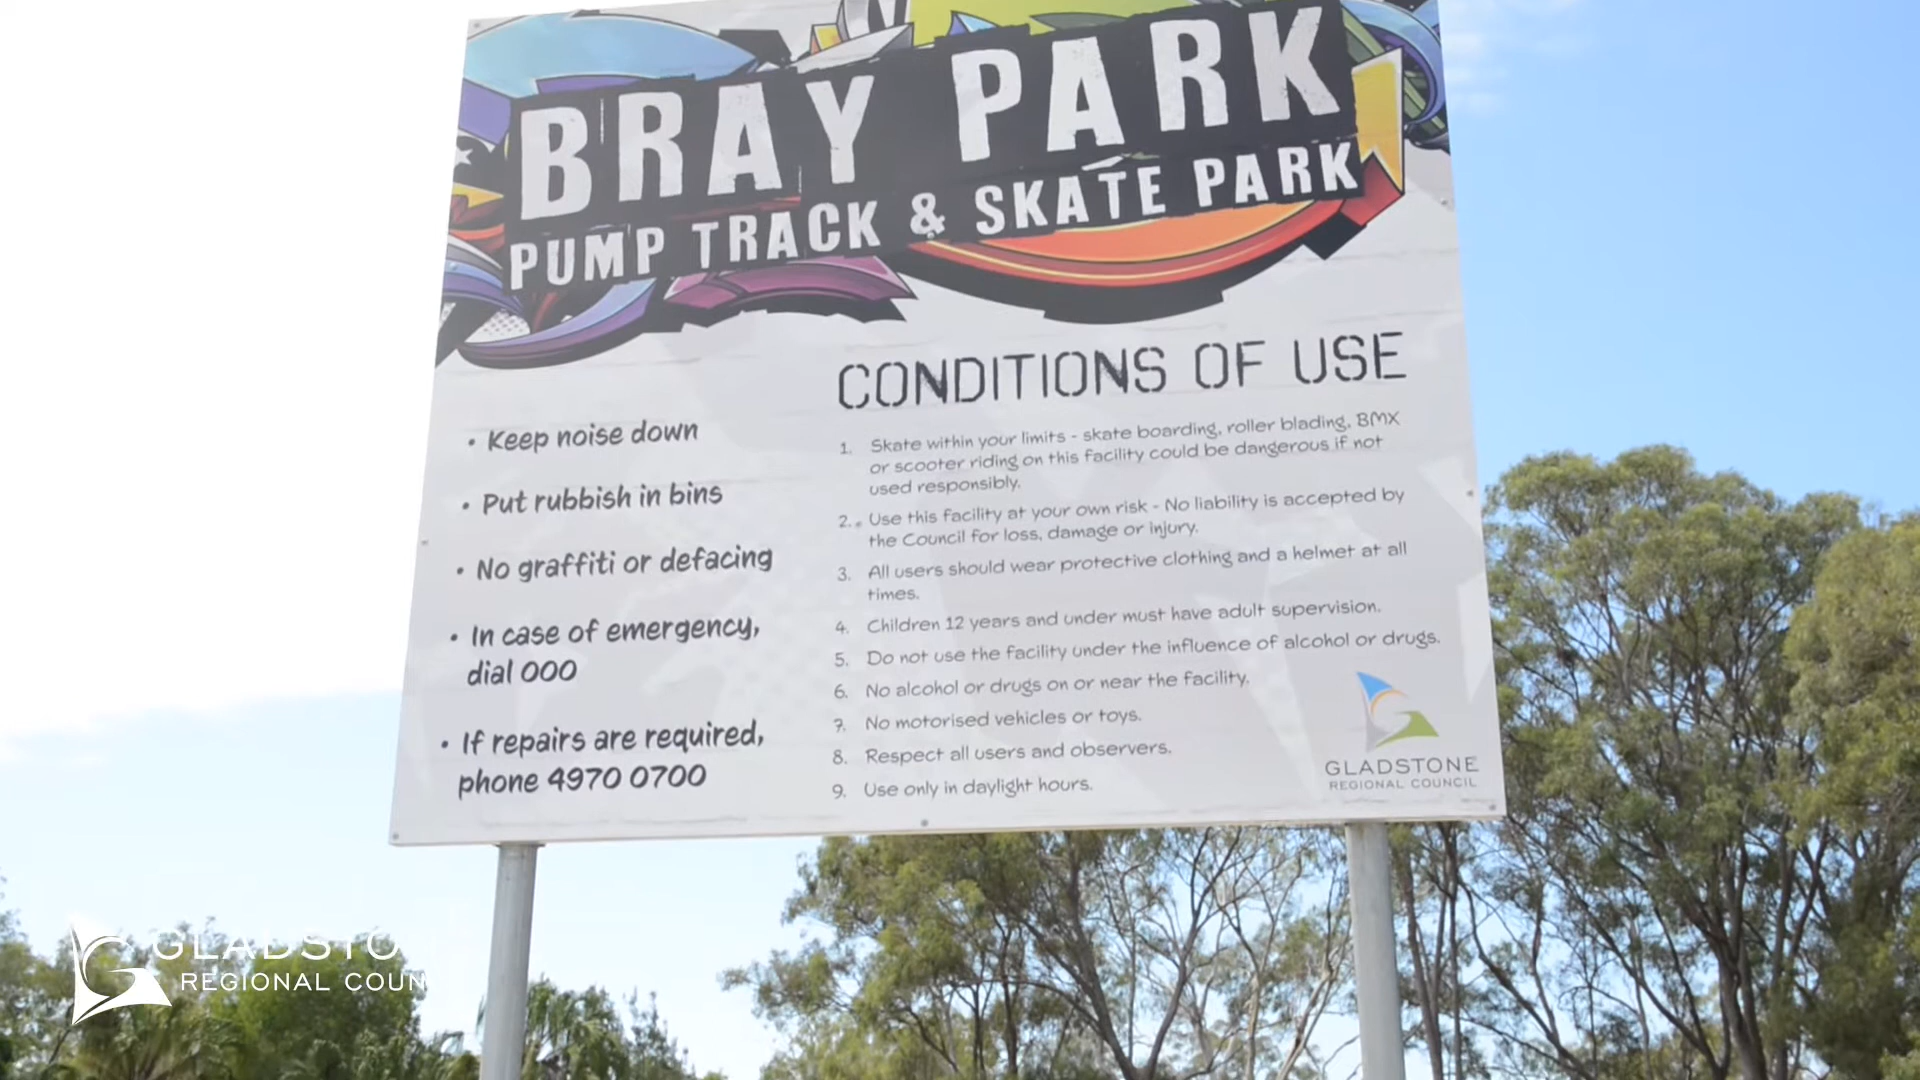 BRAY PARK
PUMP TRACK & SKATE PARK
• Keep noise down
• Put rubbish in bins
• No graffiti or defacing
• In case of emergency,
dial 000
• If repairs are required,
phone 4970 0700
CONDITIONS OF USE
1. Skate within your limits - skate boarding, roller blading, BMX
or scooter riding on this facility could be dangerous if not
used responsibly.
2. Use this facility at your own risk - No liability is accepted by
the Council for loss, damage or injury.
3. All users should wear protective clothing and a helmet at all
times.
4. Children 12 years and under must have adult supervision.
5. Do not use the facility under the influence of alcohol or drugs.
6. No alcohol or drugs on or near the facility.
7. No motorised vehicles or toys.
8. Respect all users and observers.
9. Use only in daylight hours.
GLADSTONE
REGIONAL COUNCIL
GLADSTO
REGIONAL COUN